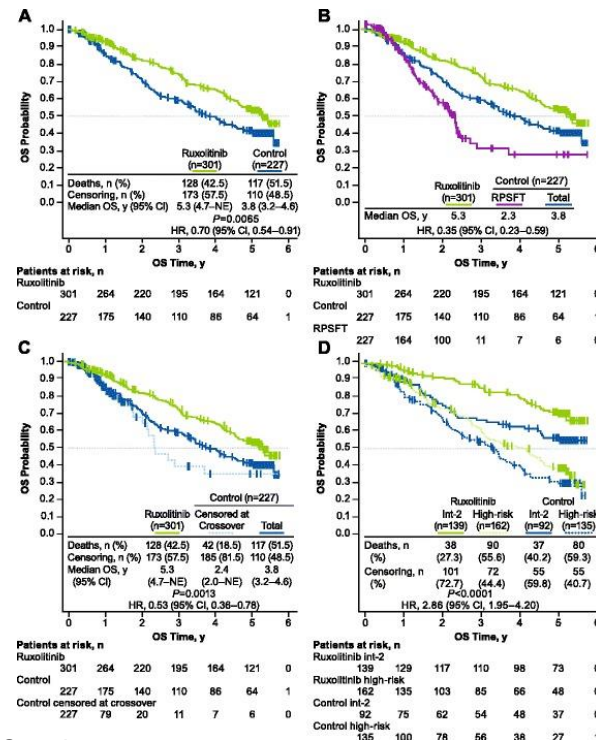 A
OS Probability
1.0
0.9
0.8
0.7
0.6
0.5
0.4
0.3
0.2
0.1
0.0
Ruxolitinib Control
(n=301) (n=227)
Deaths, n (%) 128 (42.5) 117 (51.5)
Censoring, n (%) 173 (57.5) 110 (48.5)
Median OS, y (95% CI) 5.3 (4.7–NE) 3.8 (3.2–4.6)
P=0.0065
HR, 0.70 (95% CI, 0.54–0.91)
0 1 2 3 4 5 6
OS Time, y
Patients at risk, n
Ruxolitinib
301 264 220 195 164 121 0
Control
227 175 140 110 86 64 1
B
OS Probability
1.0
0.9
0.8
0.7
0.6
0.5
0.4
0.3
0.2
0.1
0.0
Control (n=227)
Ruxolitinib
(n=301) RPSFT Total
Median OS, y 5.3 2.3 3.8
HR, 0.35 (95% CI, 0.23–0.59)
0 1 2 3 4 5 6
OS Time, y
Patients at risk, n
Ruxolitinib
301 264 220 195 164 121
Control
227 175 140 110 86 64
RPSFT
227 164 100 11 7 6
C
OS Probability
1.0
0.9
0.8
0.7
0.6
0.5
0.4
0.3
0.2
0.1
0.0
Control (n=227)
Ruxolitinib Censored at
(n=301) Crossover Total
Deaths, n (%) 128 (42.5) 42 (18.5) 117 (51.5)
Censoring, n (%) 173 (57.5) 185 (81.5) 110 (48.5)
Median OS, y 5.3 2.4 3.8
(95% CI) (4.7–NE) (2.0–NE) (3.2–4.6)
P=0.0013
HR, 0.53 (95% CI, 0.36–0.78)
0 1 2 3 4 5 6
OS Time, y
Patients at risk, n
Ruxolitinib
301 264 220 195 164 121 0
Control
227 175 140 110 86 64 1
Control censored at crossover
227 79 20 11 7 6 0
D
OS Probability
1.0
0.9
0.8
0.7
0.6
0.5
0.4
0.3
0.2
0.1
0.0
Ruxolitinib Control
Int-2 High-risk Int-2 High-risk
(n=139) (n=162) (n=92) (n=135)
Deaths, n 38 90 37 80
(%) (27.3) (55.6) (40.2) (59.3)
Censoring, n 101 72 55 55
(%) (72.7) (44.4) (59.8) (40.7)
P<0.0001
HR, 2.86 (95% CI, 1.95–4.20)
0 1 2 3 4 5 6
OS Time, y
Patients at risk, n
Ruxolitinib int-2
139 129 117 110 98 73
Ruxolitinib high-risk
162 135 103 85 66 48
Control int-2
92 75 62 54 48 37
Control high-risk
135 100 78 56 38 27